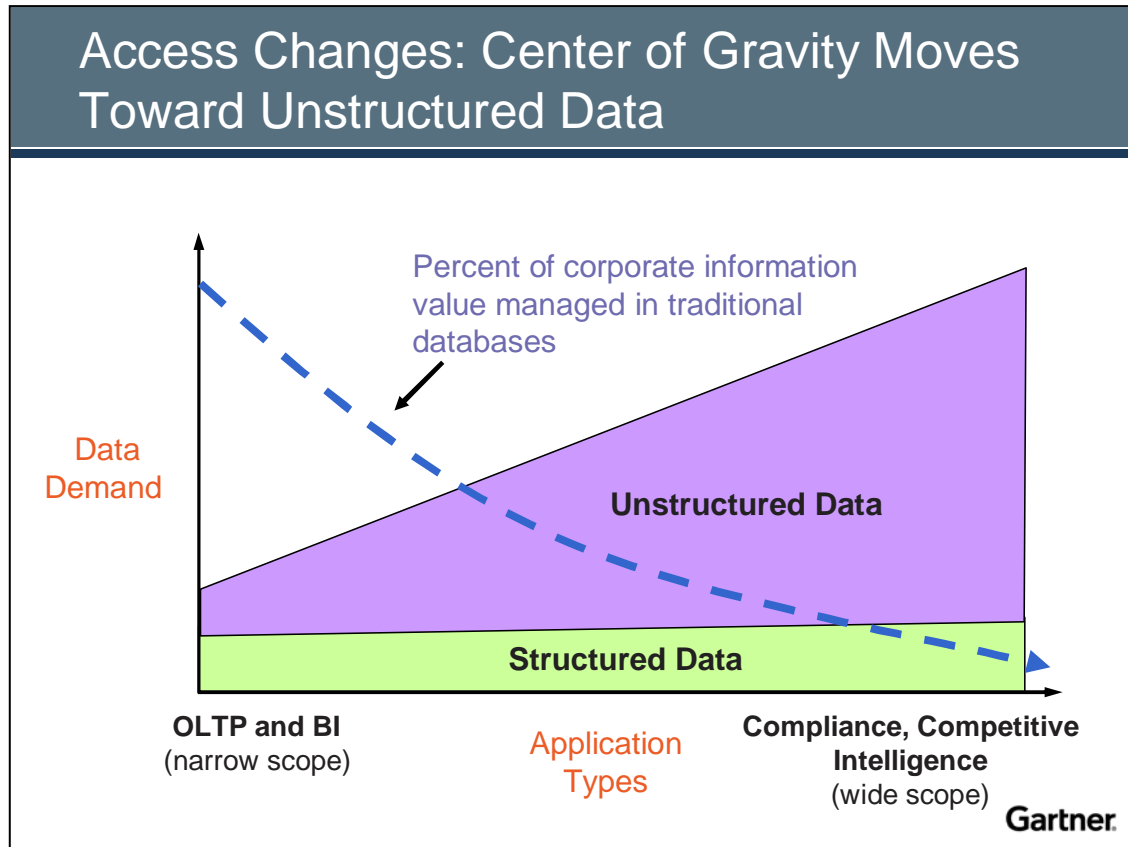 Access Changes: Center of Gravity Moves
Toward Unstructured Data
Percent of corporate information
value managed in traditional
databases
Data
Demand
Unstructured Data
Structured Data
OLTP and BI
(narrow scope)
Application
Types
Compliance, Competitive
Intelligence
(wide scope)
Gartner.